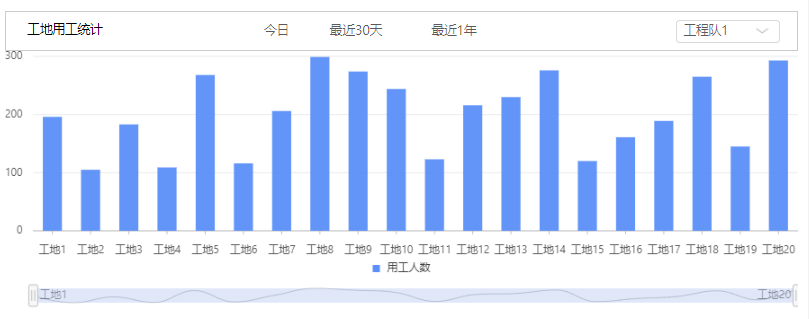 工地用工统计 今日 最近30天 最近1年 工程队1
300
200
100
0
工地1 工地2 工地3 工地4 工地5 工地6 工地7 工地8 工地9 工地10 工地11 工地12 工地13 工地14 工地15 工地16 工地17 工地18 工地19 工地20
用工人数
工地1 工地20